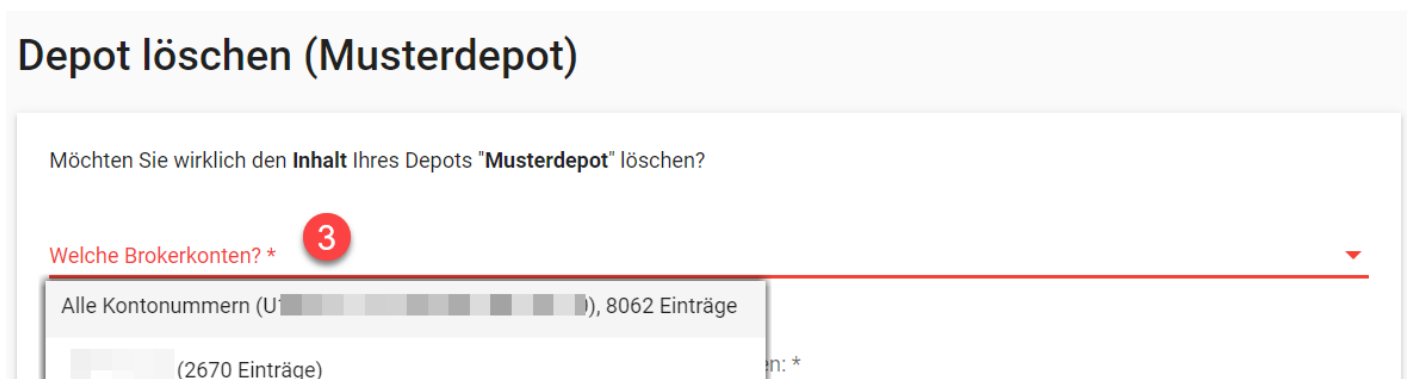 Depot löschen (Musterdepot)
Möchten Sie wirklich den Inhalt Ihres Depots "Musterdepot" löschen?
3
Welche Brokerkonten? *
Alle Kontonummern (U ), 8062 Einträge
(2670 Einträge)
en: *